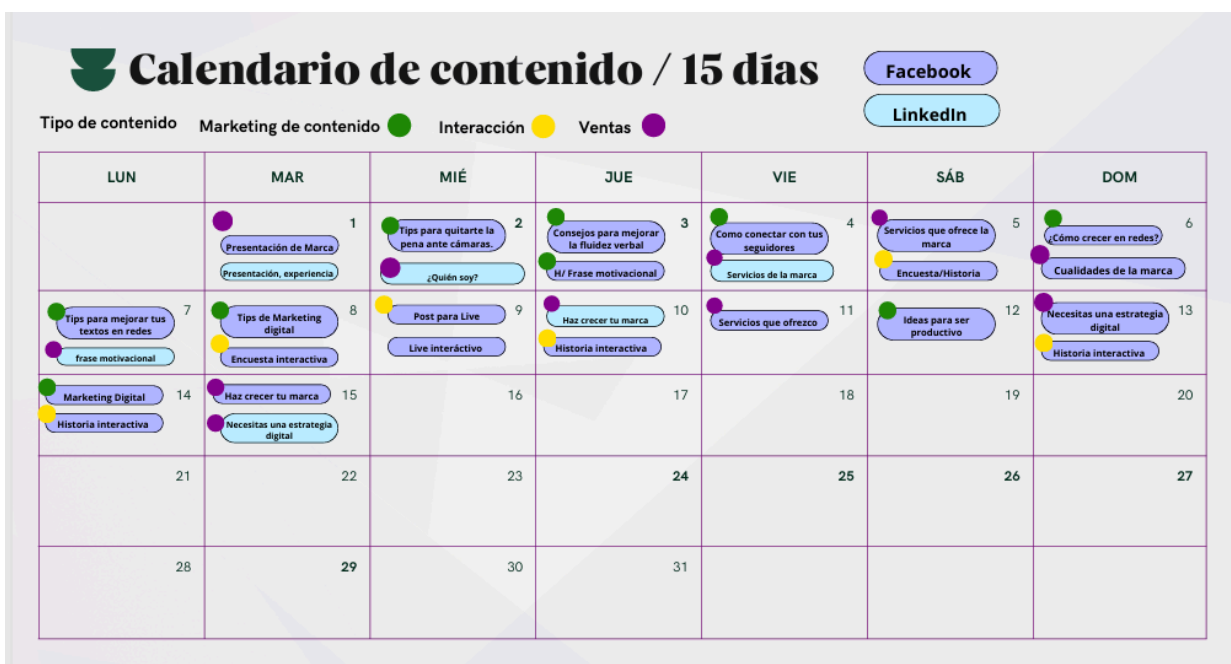 Calendario de contenido / 15 días
Facebook
LinkedIn
Tipo de contenido
Marketing de contenido
Interacción
Ventas
LUN
MAR
MIÉ
JUE
VIE
SÁB
DOM
1
Presentación de Marca
Presentación, experiencia
2
Tips para quitarte la
pena ante cámaras.
¿Quién soy?
3
Consejos para mejorar
la fluidez verbal
H/ Frase motivacional
4
Como conectar con tus
seguidores
Servicios de la marca
5
Servicios que ofrece la
marca
Encuesta/Historia
6
¿Cómo crecer en redes?
Cualidades de la marca
7
Tips para mejorar tus
textos en redes
frase motivacional
8
Tips de Marketing
digital
Encuesta interactiva
9
Post para Live
Live interáctivo
10
Haz crecer tu marca
Historia interactiva
11
Servicios que ofrezco
12
Ideas para ser
productivo
13
Necesitas una estrategia
digital
Historia interactiva
14
Marketing Digital
Historia interactiva
15
Haz crecer tu marca
Necesitas una estrategia
digital
16
17
18
19
20
21
22
23
24
25
26
27
28
29
30
31